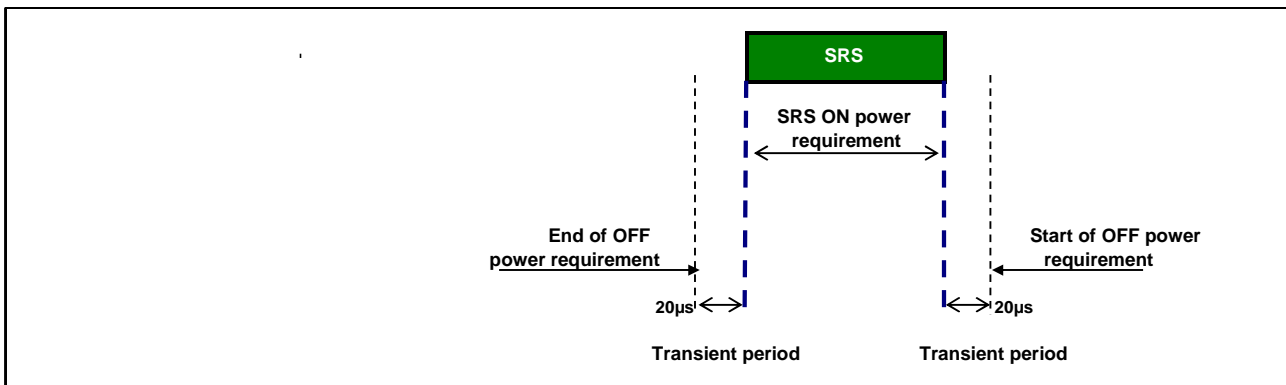 SRS
SRS ON power
requirement
End of OFF
power requirement
Start of OFF power
requirement
20µs
20µs
Transient period
Transient period